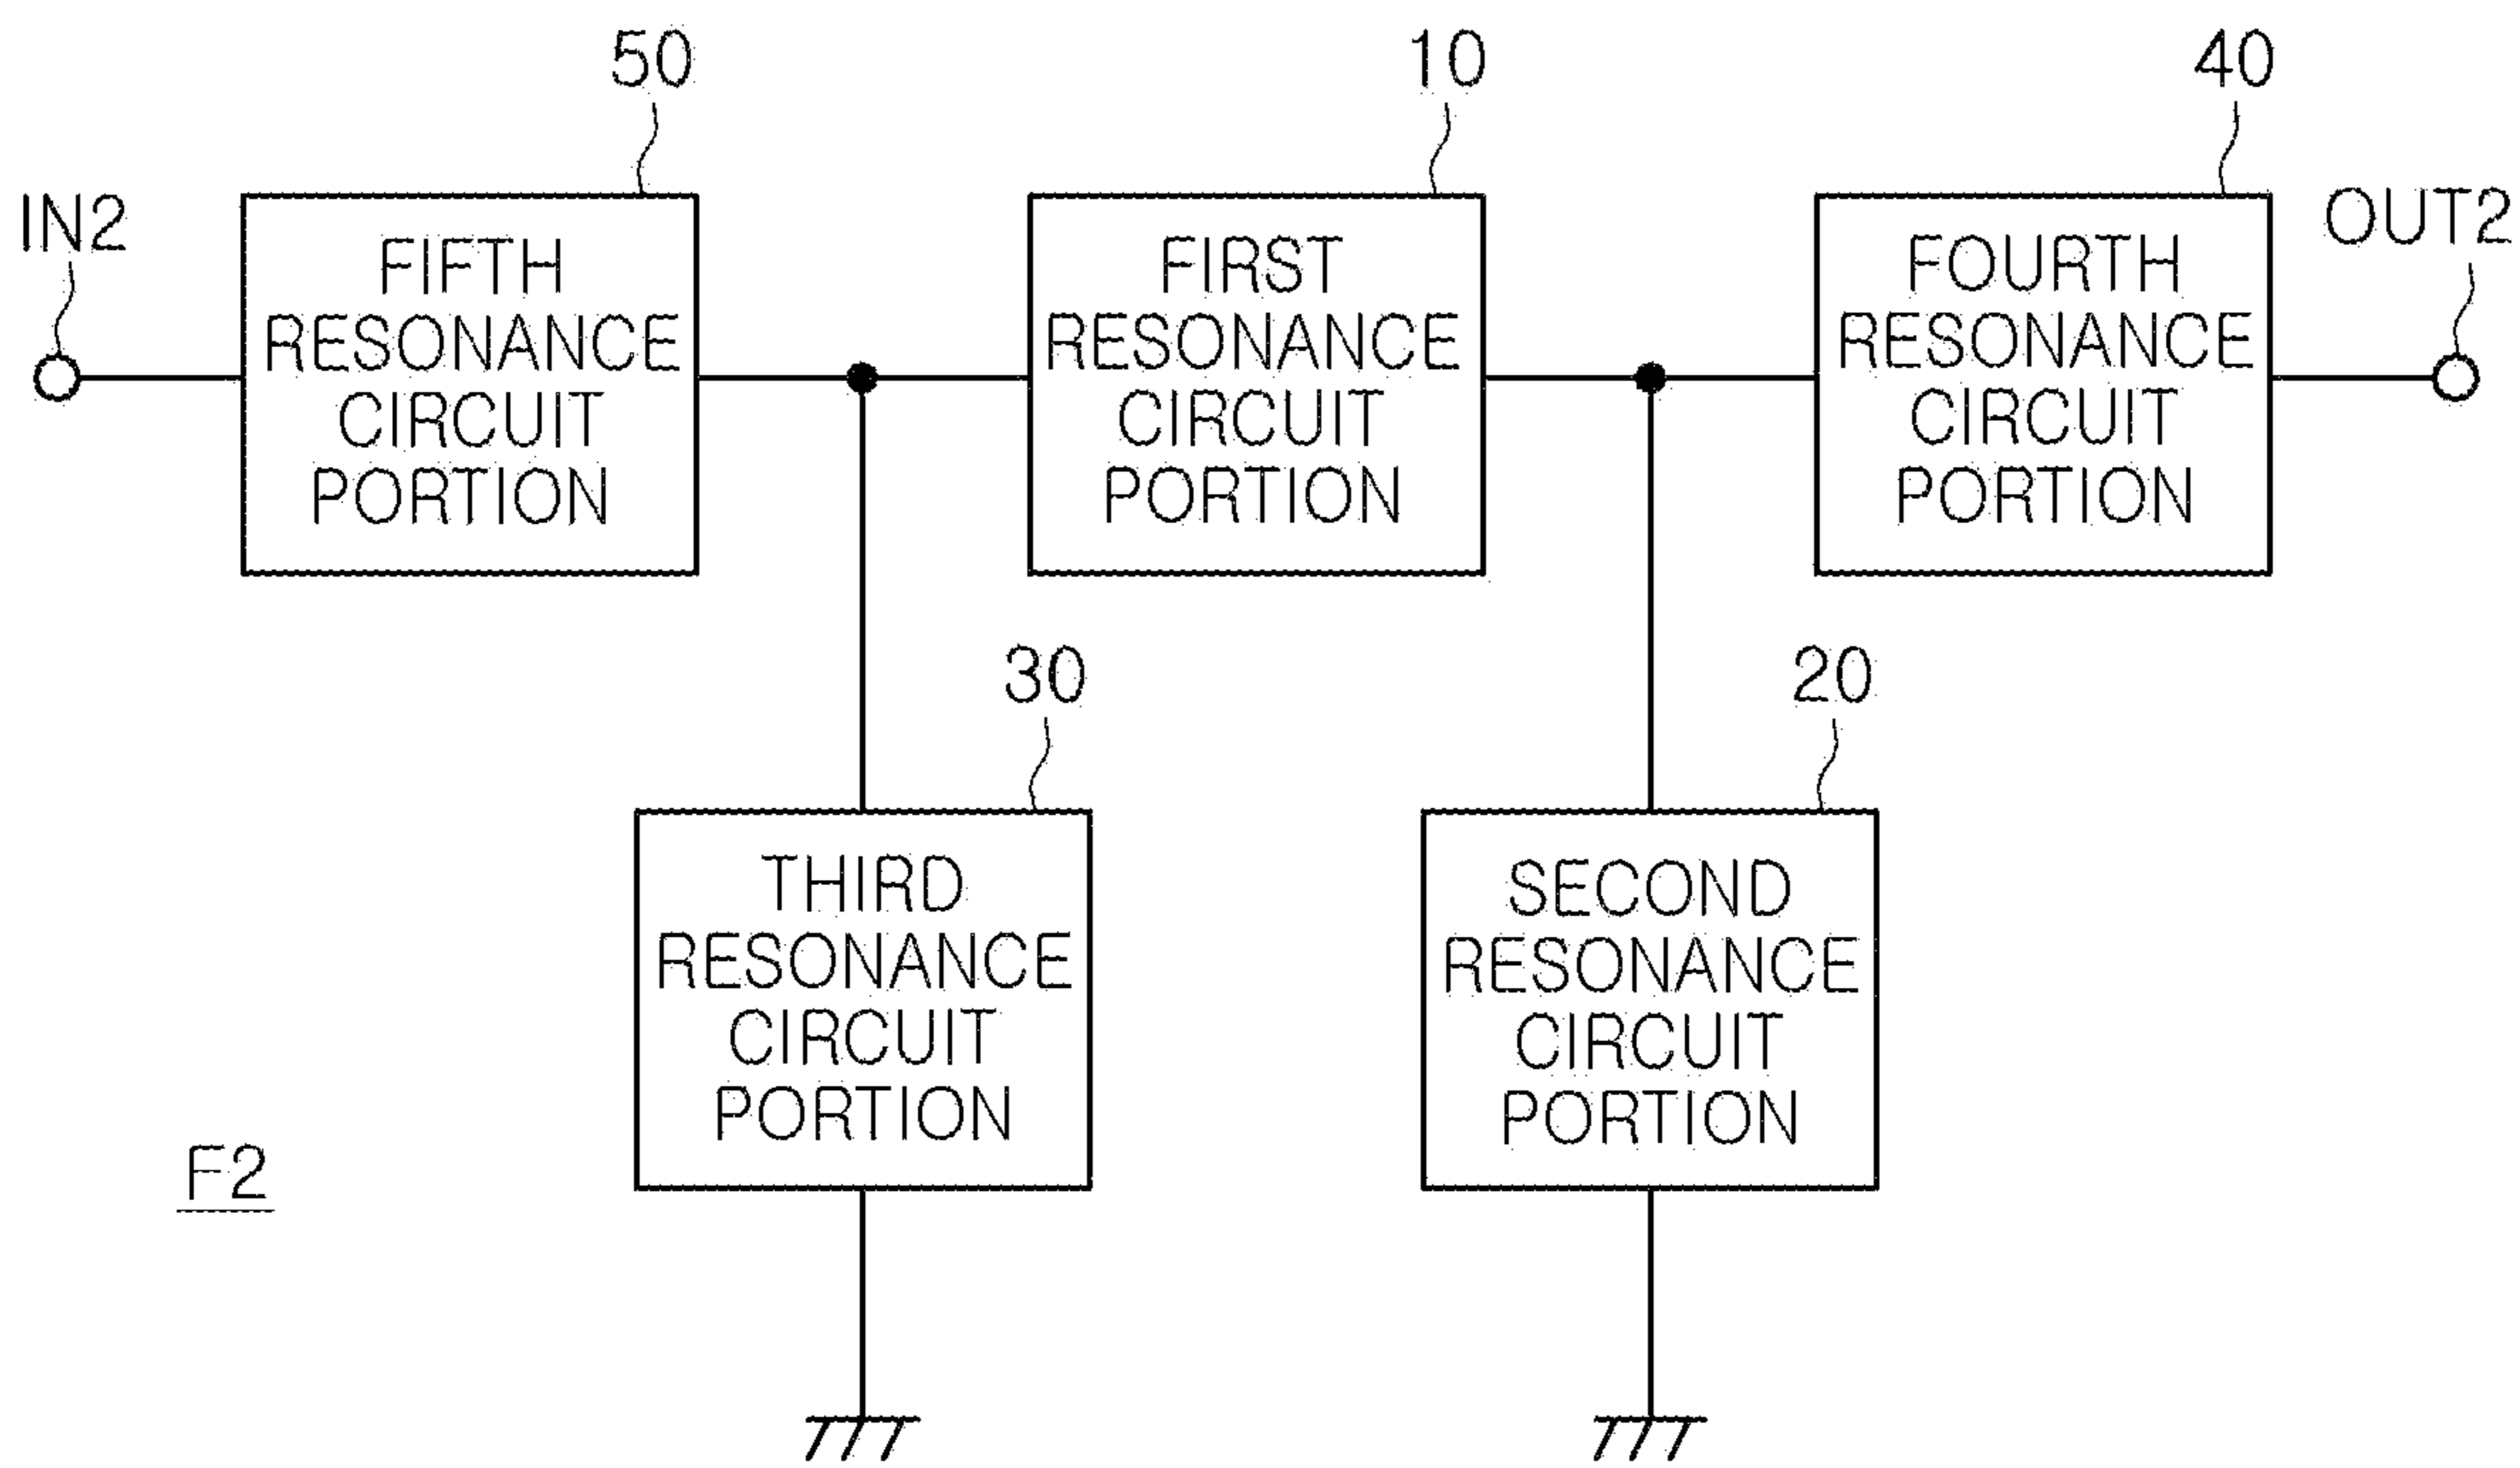 50
10
40
IN2
OUT2
FIFTH
RESONANCE
CIRCUIT
PORTION
FIRST
RESONANCE
CIRCUIT
PORTION
FOURTH
RESONANCE
CIRCUIT
PORTION
30
20
THIRD
RESONANCE
CIRCUIT
PORTION
SECOND
RESONANCE
CIRCUIT
PORTION
F2